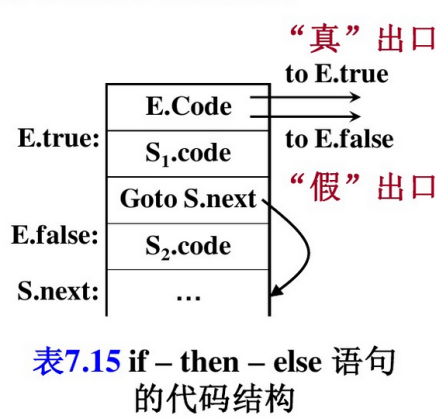 “真”出口
to E.true
E.Code
E.true:
to E.false
S₁.code
Goto S.next
“假”出口
E.false:
S₂.code
S.next:
...
表7.15 if – then – else 语句
的代码结构